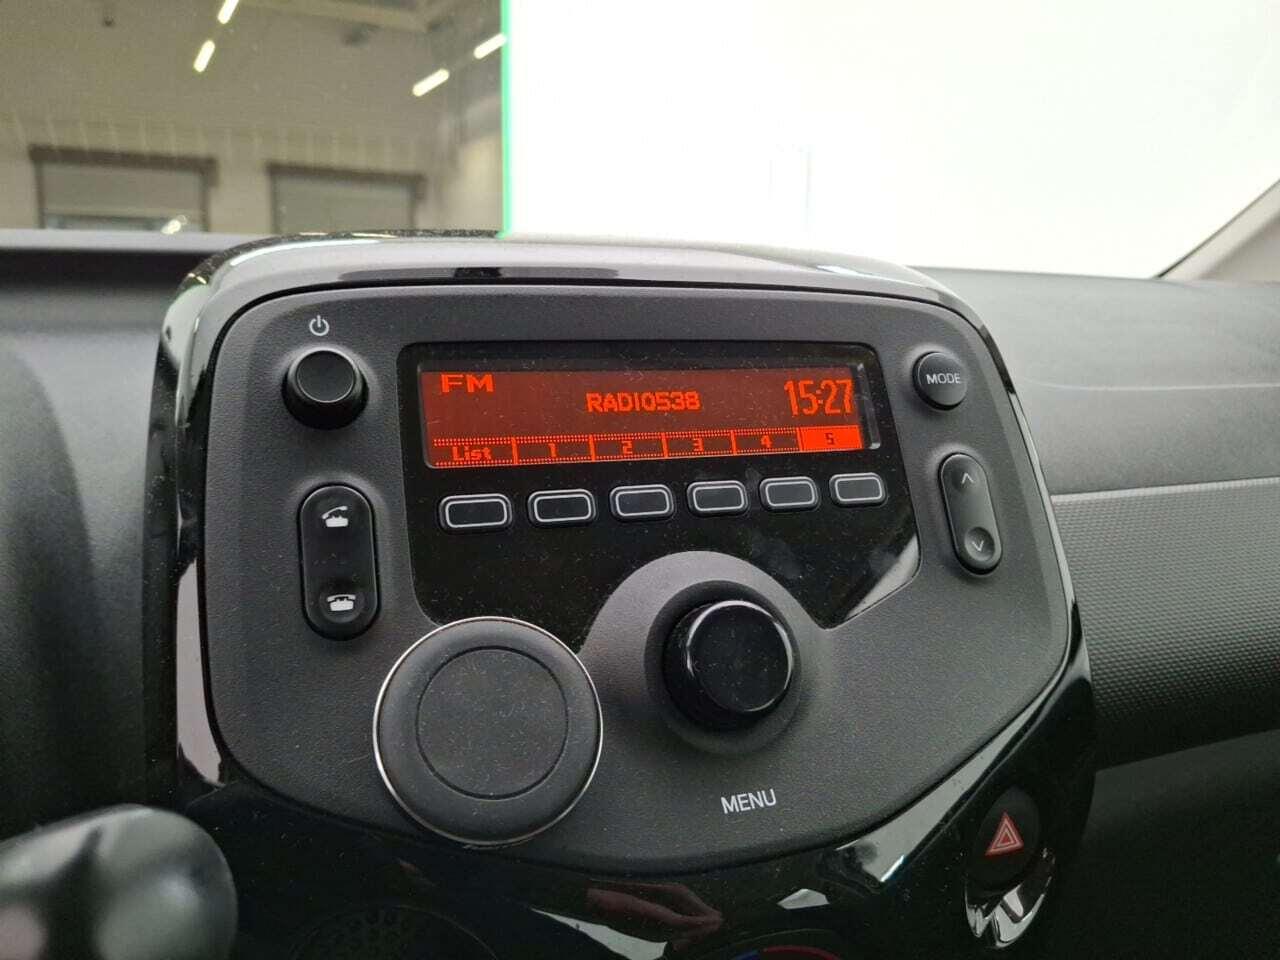 FM
RADIO538
15:27
MODE
List 1 2 3 4 5
MENU